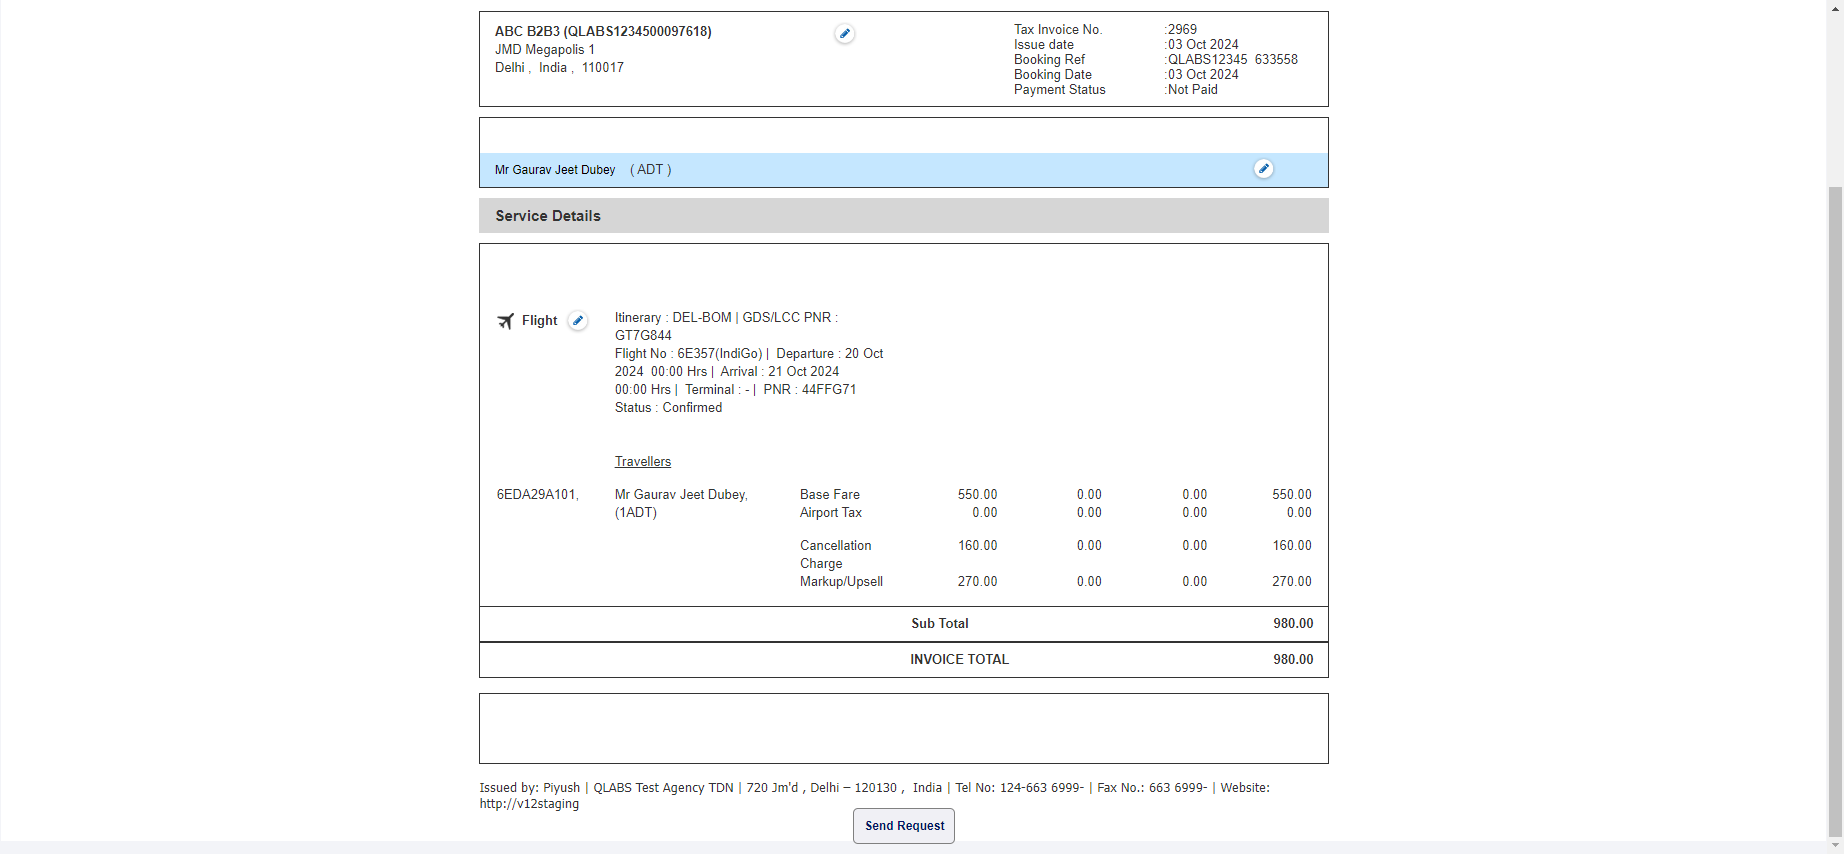 ABC B2B3 (QLABS1234500097618)
JMD Megapolis 1
Delhi , India , 110017
Tax Invoice No. :2969
Issue date :03 Oct 2024
Booking Ref :QLABS12345 633558
Booking Date :03 Oct 2024
Payment Status :Not Paid
Mr Gaurav Jeet Dubey ( ADT )
Service Details
Flight
Itinerary : DEL-BOM | GDS/LCC PNR :
GT7G844
Flight No : 6E357(IndiGo) | Departure : 20 Oct
2024 00:00 Hrs | Arrival : 21 Oct 2024
00:00 Hrs | Terminal : - | PNR : 44FFG71
Status : Confirmed
Travellers
6EDA29A101, Mr Gaurav Jeet Dubey, Base Fare 550.00 0.00 0.00 550.00
(1ADT) Airport Tax 0.00 0.00 0.00 0.00
Cancellation 160.00 0.00 0.00 160.00
Charge
Markup/Upsell 270.00 0.00 0.00 270.00
Sub Total 980.00
INVOICE TOTAL 980.00
Issued by: Piyush | QLABS Test Agency TDN | 720 Jm'd , Delhi – 120130 , India | Tel No: 124-663 6999- | Fax No.: 663 6999- | Website:
http://v12staging
Send Request